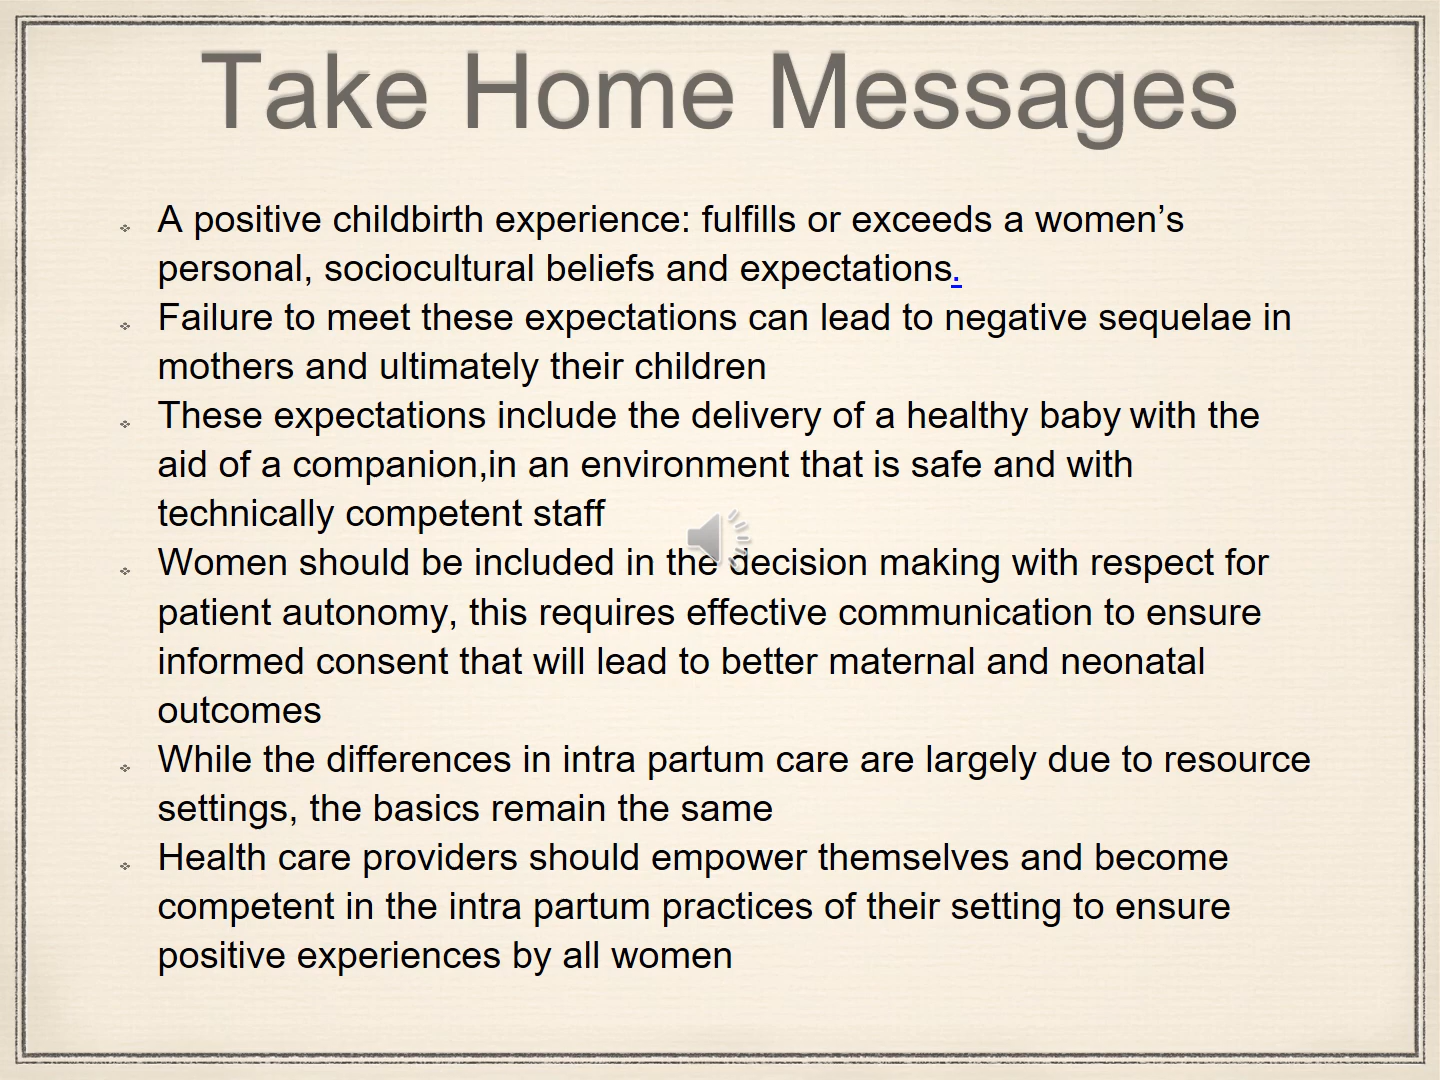 Take Home Messages
A positive childbirth experience: fulfills or exceeds a women’s
personal, sociocultural beliefs and expectations.
Failure to meet these expectations can lead to negative sequelae in
mothers and ultimately their children
These expectations include the delivery of a healthy baby with the
aid of a companion,in an environment that is safe and with
technically competent staff
Women should be included in the decision making with respect for
patient autonomy, this requires effective communication to ensure
informed consent that will lead to better maternal and neonatal
outcomes
While the differences in intra partum care are largely due to resource
settings, the basics remain the same
Health care providers should empower themselves and become
competent in the intra partum practices of their setting to ensure
positive experiences by all women